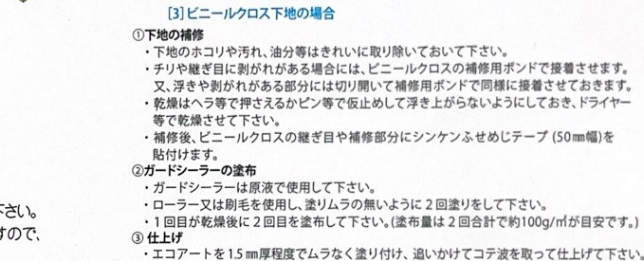 [3]ビニールクロス下地の場合
①下地の補修
・下地のホコリや汚れ、油分等はきれいに取り除いておいて下さい。
・チリや継ぎ目に剥がれがある場合には、ビニールクロスの補修用ボンドで接着させます。
又、浮きや剥がれがある部分には切り開いて補修用ボンドで同様に接着させておきます。
・乾燥はヘラ等で押さえるかピン等で仮止めして浮き上がらないようにしておき、ドライヤー
等で乾燥させて下さい。
・補修後、ビニールクロスの継ぎ目や補修部分にシンケンふせめじテープ (50㎜幅)を
貼付けます。
②ガードシーラーの塗布
・ガードシーラーは原液で使用して下さい。
・ローラー又は刷毛を使用し、塗りムラの無いように2回塗りをして下さい。
・1回目が乾燥後に2回目を塗布して下さい。(塗布量は2回合計で約100g/㎡が目安です。)
③ 仕上げ
・エコアートを1.5㎜厚程度でムラなく塗り付け、追いかけてコテ波を取って仕上げて下さい。
下さい。
すので、